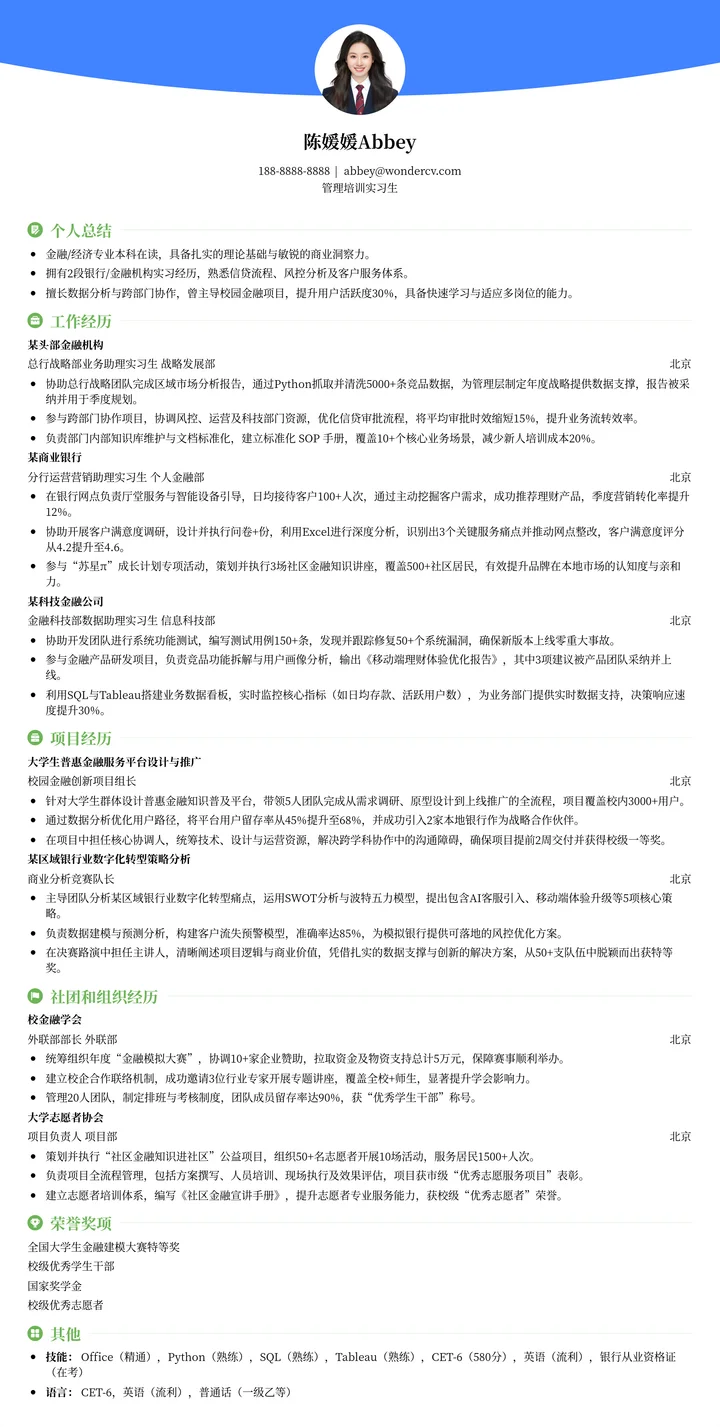 陈媛媛Abbey
188-8888-8888 | abbey@wondercv.com
管理培训实习生
个人总结
金融/经济专业本科在读，具备扎实的理论基础与敏锐的商业洞察力。
拥有2段银行/金融机构实习经历，熟悉信贷流程、风控分析及客户服务体系。
擅长数据分析与跨部门协作，曾主导校园金融项目，提升用户活跃度30%，具备快速学习与适应多岗位的能力。
工作经历
某头部金融机构
总行战略部业务助理实习生 战略发展部 北京
协助总行战略团队完成区域市场分析报告，通过Python抓取并清洗5000+条竞品数据，为管理层制定年度战略提供数据支撑，报告被采
纳并用于季度规划。
参与跨部门协作项目，协调风控、运营及科技部门资源，优化信贷审批流程，将平均审批时效缩短15%，提升业务流转效率。
负责部门内部知识库维护与文档标准化，建立标准化 SOP 手册，覆盖10+个核心业务场景，减少新人培训成本20%。
某商业银行
分行运营营销助理实习生 个人金融部 北京
在银行网点负责厅堂服务与智能设备引导，日均接待客户100+人次，通过主动挖掘客户需求，成功推荐理财产品，季度营销转化率提升
12%。
协助开展客户满意度调研，设计并执行问卷+份，利用Excel进行深度分析，识别出3个关键服务痛点并推动网点整改，客户满意度评分
从4.2提升至4.6。
参与“苏星π”成长计划专项活动，策划并执行3场社区金融知识讲座，覆盖500+社区居民，有效提升品牌在本地市场的认知度与亲和
力。
某科技金融公司
金融科技部数据助理实习生 信息科技部 北京
协助开发团队进行系统功能测试，编写测试用例150+条，发现并跟踪修复50+个系统漏洞，确保新版本上线零重大事故。
参与金融产品研发项目，负责竞品功能拆解与用户画像分析，输出《移动端理财体验优化报告》，其中3项建议被产品团队采纳并上
线。
利用SQL与Tableau搭建业务数据看板，实时监控核心指标（如日均存款、活跃用户数），为业务部门提供实时数据支持，决策响应速
度提升30%。
项目经历
大学生普惠金融服务平台设计与推广
校园金融创新项目组长 北京
针对大学生群体设计普惠金融知识普及平台，带领5人团队完成从需求调研、原型设计到上线推广的全流程，项目覆盖校内3000+用户。
通过数据分析优化用户路径，将平台用户留存率从45%提升至68%，并成功引入2家本地银行作为战略合作伙伴。
在项目中担任核心协调人，统筹技术、设计与运营资源，解决跨学科协作中的沟通障碍，确保项目提前2周交付并获得校级一等奖。
某区域银行业数字化转型策略分析
商业分析竞赛队长 北京
主导团队分析某区域银行业数字化转型痛点，运用SWOT分析与波特五力模型，提出包含AI客服引入、移动端体验升级等5项核心策
略。
负责数据建模与预测分析，构建客户流失预警模型，准确率达85%，为模拟银行提供可落地的风控优化方案。
在决赛路演中担任主讲人，清晰阐述项目逻辑与商业价值，凭借扎实的数据支撑与创新的解决方案，从50+支队伍中脱颖而出获特等
奖。
社团和组织经历
校金融学会
外联部部长 外联部 北京
统筹组织年度“金融模拟大赛”，协调10+家企业赞助，拉取资金及物资支持总计5万元，保障赛事顺利举办。
建立校企合作联络机制，成功邀请3位行业专家开展专题讲座，覆盖全校+师生，显著提升学会影响力。
管理20人团队，制定排班与考核制度，团队成员留存率达90%，获“优秀学生干部”称号。
大学志愿者协会
项目负责人 项目部 北京
策划并执行“社区金融知识进社区”公益项目，组织50+名志愿者开展10场活动，服务居民1500+人次。
负责项目全流程管理，包括方案撰写、人员培训、现场执行及效果评估，项目获市级“优秀志愿服务项目”表彰。
建立志愿者培训体系，编写《社区金融宣讲手册》，提升志愿者专业服务能力，获校级“优秀志愿者”荣誉。
荣誉奖项
全国大学生金融建模大赛特等奖
校级优秀学生干部
国家奖学金
校级优秀志愿者
其他
技能： Office（精通），Python（熟练），SQL（熟练），Tableau（熟练），CET-6（580分），英语（流利），银行从业资格证
（在考）
语言： CET-6，英语（流利），普通话（一级乙等）